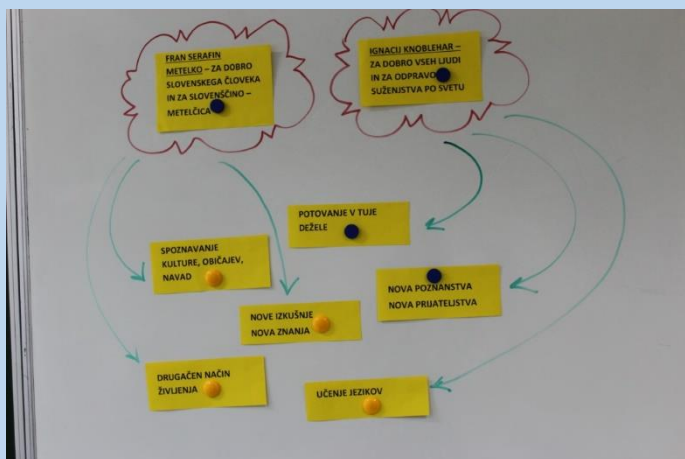 FRAN SERAFIN
METELKO – ZA DOBRO
SLOVENSKEGA ČLOVEKA
IN ZA SLOVENŠČINO –
METELČICA
IGNACIJ KNOBLEHAR –
ZA DOBRO VSEH LJUDI
IN ZA ODPRAVO
SUŽENJSTVA PO SVETU
POTOVANJE V TUJE
DEŽELE
SPOZNAVANJE
KULTURE, OBIČAJEV,
NAVAD
NOVA POZNANSTVA
NOVA PRIJATELJSTVA
NOVE IZKUŠNJE
NOVA ZNANJA
DRUGAČEN NAČIN
ŽIVLJENJA
UČENJE JEZIKOV